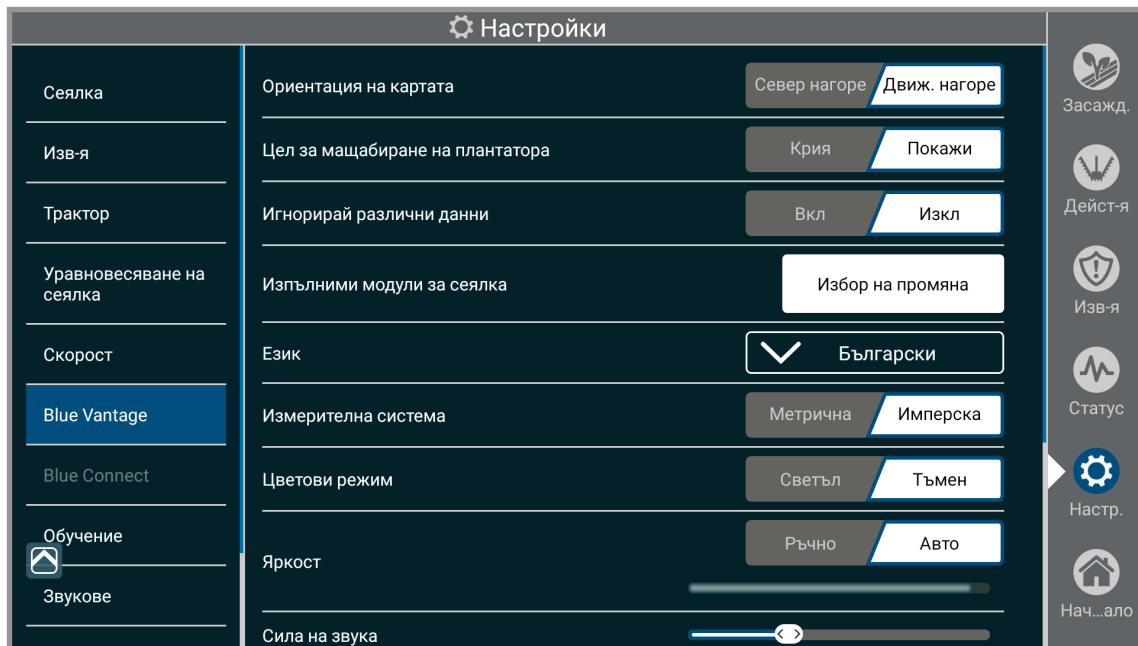 Настройки
Сеялка
Изв-я
Трактор
Уравновесяване на
сеялка
Скорост
Blue Vantage
Blue Connect
Обучение
Звукове
Ориентация на картата
Север нагоре
Движ. нагоре
Цел за мащабиране на плантатора
Крия
Покажи
Игнорирай различни данни
Вкл
Изкл
Изпълними модули за сеялка
Избор на промяна
Език
Български
Измерителна система
Метрична
Имперска
Цветови режим
Светъл
Тъмен
Яркост
Ръчно
Авто
Сила на звука
Засажд.
Дейст-я
Изв-я
Статус
Настр.
Нач...ало